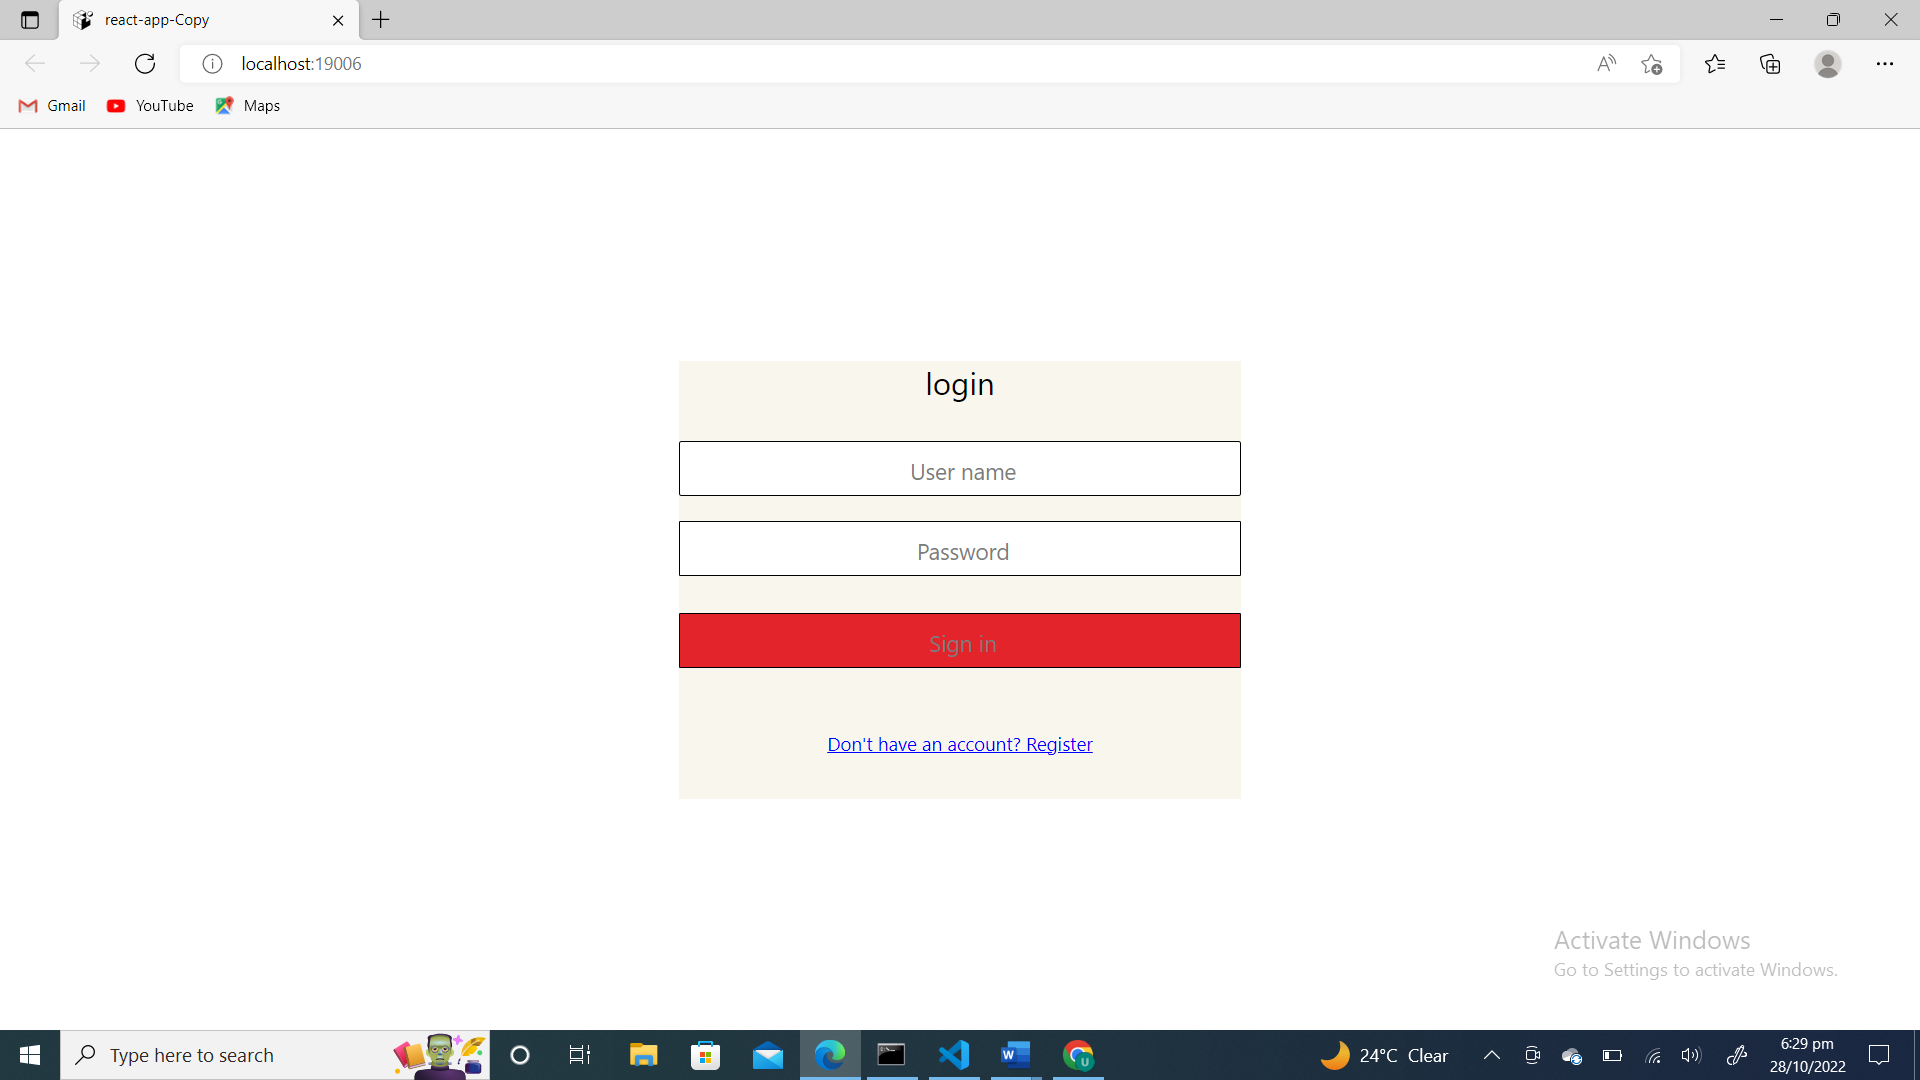 react-app-Copy
localhost:19006
Gmail
YouTube
Maps
login
User name
Password
Sign in
Don't have an account? Register
Activate Windows
Go to Settings to activate Windows.
Type here to search
24°C Clear
6:29 pm
28/10/2022